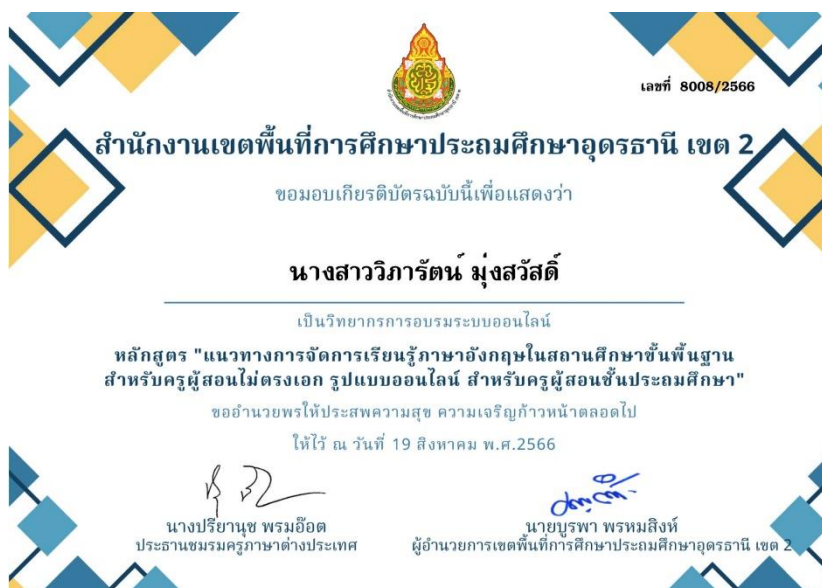 เลขที่ 8008/2566
สำนักงานเขตพื้นที่การศึกษาประถมศึกษาอุดรธานี เขต 2
ขอมอบเกียรติบัตรฉบับนี้เพื่อแสดงว่า
นางสาววิภารัตน์ มุ่งสวัสดิ์
เป็นวิทยากรการอบรมระบบออนไลน์
หลักสูตร "แนวทางการจัดการเรียนรู้ภาษาอังกฤษในสถานศึกษาขั้นพื้นฐาน
สำหรับครูผู้สอนไม่ตรงเอก รูปแบบออนไลน์ สำหรับครูผู้สอนชั้นประถมศึกษา"
ขออำนวยพรให้ประสพความสุข ความเจริญก้าวหน้าตลอดไป
ให้ไว้ ณ วันที่ 19 สิงหาคม พ.ศ.2566
นางปรียานุช พรมอ๊อต
ประธานชมรมครูภาษาต่างประเทศ
นายบูรพา พรหมสิงห์
ผู้อำนวยการเขตพื้นที่การศึกษาประถมศึกษาอุดรธานี เขต 2